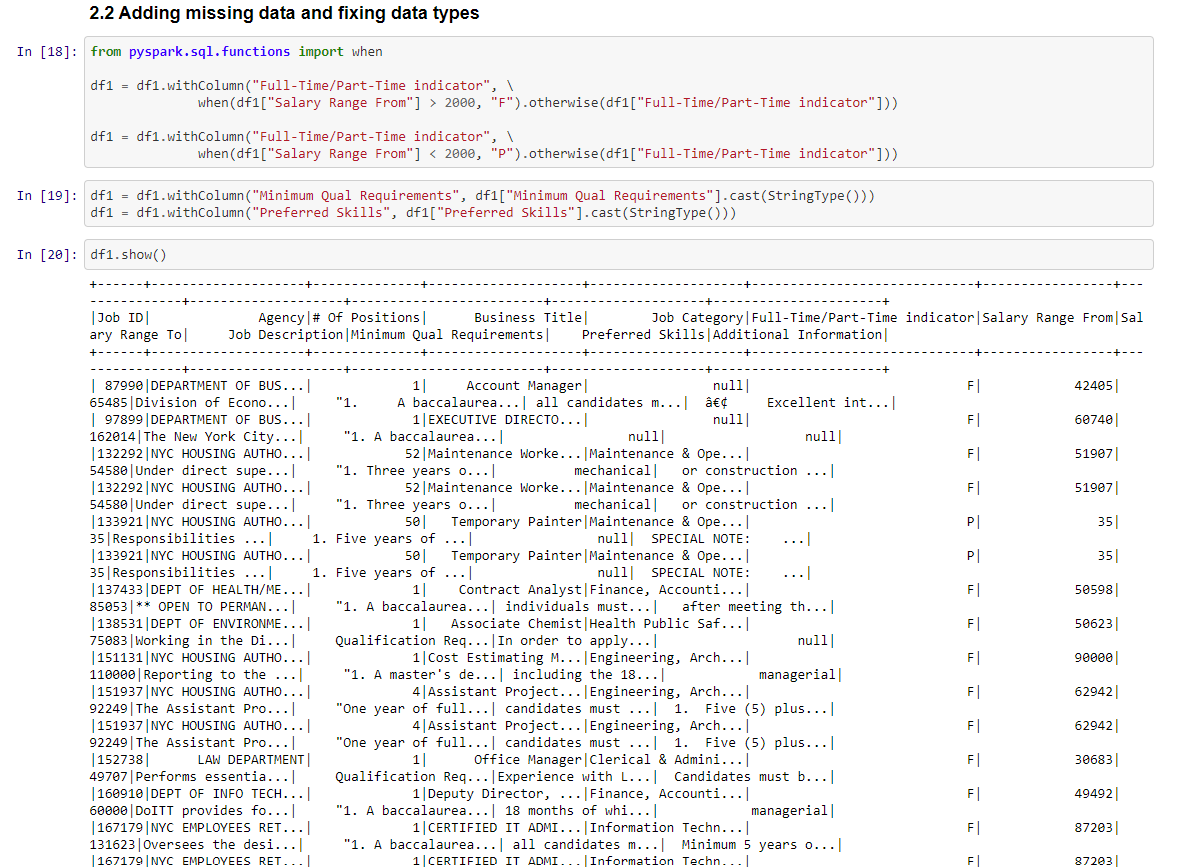 2.2 Adding missing data and fixing data types
In [18]: from pyspark.sql.functions import when
df1 = df1.withColumn("Full-Time/Part-Time indicator", \
when(df1["Salary Range From"] > 2000, "F").otherwise(df1["Full-Time/Part-Time indicator"]))
df1 = df1.withColumn("Full-Time/Part-Time indicator", \
when(df1["Salary Range From"] < 2000, "P").otherwise(df1["Full-Time/Part-Time indicator"]))
In [19]: df1 = df1.withColumn("Minimum Qual Requirements", df1["Minimum Qual Requirements"].cast(StringType()))
df1 = df1.withColumn("Preferred Skills", df1["Preferred Skills"].cast(StringType()))
In [20]: df1.show()
+------+--------------------+--------------+--------------------+--------------------+-----------------------------+-----------------+---
------------+--------------------+-------------------------+--------------------+----------------------+
|Job ID|              Agency|# Of Positions|      Business Title|        Job Category|Full-Time/Part-Time indicator|Salary Range From|Sal
ary Range To|     Job Description|Minimum Qual Requirements|    Preferred Skills|Additional Information|
+------+--------------------+--------------+--------------------+--------------------+-----------------------------+-----------------+---
------------+--------------------+-------------------------+--------------------+----------------------+
| 87990|DEPARTMENT OF BUS...|             1|     Account Manager|                null|                            F|            42405|
65485|Division of Econo...|     "1.     A baccalaurea...| all candidates m...|  â€¢     Excellent int...|
| 97899|DEPARTMENT OF BUS...|             1|EXECUTIVE DIRECTO...|                null|                            F|            60740|
162014|The New York City...|     "1. A baccalaurea...|                null|                  null|
|132292|NYC HOUSING AUTHO...|            52|Maintenance Worke...|Maintenance & Ope...|                            F|            51907|
54580|Under direct supe...|     "1. Three years o...|          mechanical|   or construction ...|
|132292|NYC HOUSING AUTHO...|            52|Maintenance Worke...|Maintenance & Ope...|                            F|            51907|
54580|Under direct supe...|     "1. Three years o...|          mechanical|   or construction ...|
|133921|NYC HOUSING AUTHO...|            50|   Temporary Painter|Maintenance & Ope...|                            P|               35|
35|Responsibilities ...|     1. Five years of ...|                null|  SPECIAL NOTE:    ...|
|133921|NYC HOUSING AUTHO...|            50|   Temporary Painter|Maintenance & Ope...|                            P|               35|
35|Responsibilities ...|     1. Five years of ...|                null|  SPECIAL NOTE:    ...|
|137433|DEPT OF HEALTH/ME...|             1|    Contract Analyst|Finance, Accounti...|                            F|            50598|
85053|** OPEN TO PERMAN...|     "1. A baccalaurea...| individuals must...|   after meeting th...|
|138531|DEPT OF ENVIRONME...|             1|   Associate Chemist|Health Public Saf...|                            F|            50623|
75083|Working in the Di...|     Qualification Req...|In order to apply...|                  null|
|151131|NYC HOUSING AUTHO...|             1|Cost Estimating M...|Engineering, Arch...|                            F|            90000|
110000|Reporting to the ...|     "1. A master's de...| including the 18...|            managerial|
|151937|NYC HOUSING AUTHO...|             4|Assistant Project...|Engineering, Arch...|                            F|            62942|
92249|The Assistant Pro...|     "One year of full...| candidates must ...|  1.  Five (5) plus...|
|151937|NYC HOUSING AUTHO...|             4|Assistant Project...|Engineering, Arch...|                            F|            62942|
92249|The Assistant Pro...|     "One year of full...| candidates must ...|  1.  Five (5) plus...|
|152738|      LAW DEPARTMENT|             1|      Office Manager|Clerical & Admini...|                            F|            30683|
49707|Performs essentia...|     Qualification Req...|Experience with L...|  Candidates must b...|
|160910|DEPT OF INFO TECH...|             1|Deputy Director, ...|Finance, Accounti...|                            F|            49492|
60000|DoITT provides fo...|     "1. A baccalaurea...| 18 months of whi...|            managerial|
|167179|NYC EMPLOYEES RET...|             1|CERTIFIED IT ADMI...|Information Techn...|                            F|            87203|
131623|Oversees the desi...|     "1. A baccalaurea...| all candidates m...|  Minimum 5 years o...|
|167179|NYC EMPLOYEES RET...|             1|CERTIFIED IT ADMI...|Information Techn...|                            F|            87203|